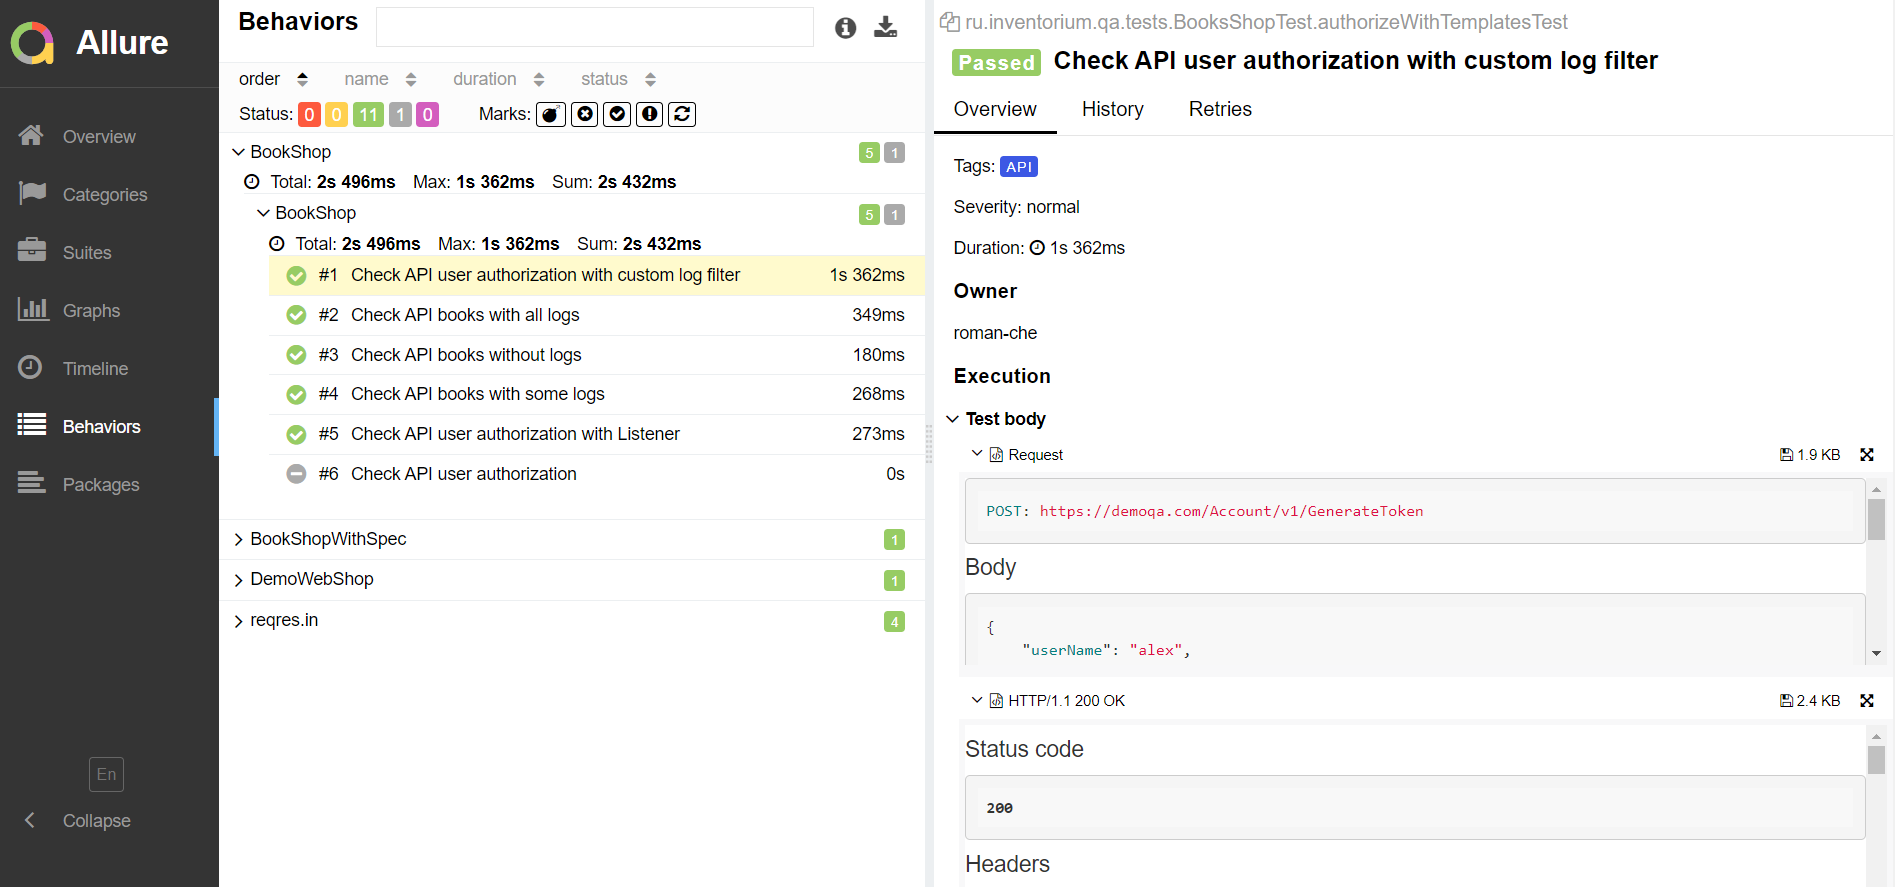 Allure
Overview
Categories
Suites
Graphs
Timeline
Behaviors
Packages
En
Collapse
Behaviors
order name duration status
Status: 0 0 11 1 0 Marks:
BookShop 5 1
Total: 2s 496ms Max: 1s 362ms Sum: 2s 432ms
BookShop 5 1
Total: 2s 496ms Max: 1s 362ms Sum: 2s 432ms
#1 Check API user authorization with custom log filter 1s 362ms
#2 Check API books with all logs 349ms
#3 Check API books without logs 180ms
#4 Check API books with some logs 268ms
#5 Check API user authorization with Listener 273ms
#6 Check API user authorization 0s
BookShopWithSpec 1
DemoWebShop 1
reqres.in 4
ru.inventorium.qa.tests.BooksShopTest.authorizeWithTemplatesTest
Passed Check API user authorization with custom log filter
Overview History Retries
Tags: API
Severity: normal
Duration: 1s 362ms
Owner
roman-che
Execution
Test body
Request 1.9 KB
POST: https://demoqa.com/Account/v1/GenerateToken
Body
{
"userName": "alex",
HTTP/1.1 200 OK 2.4 KB
Status code
200
Headers